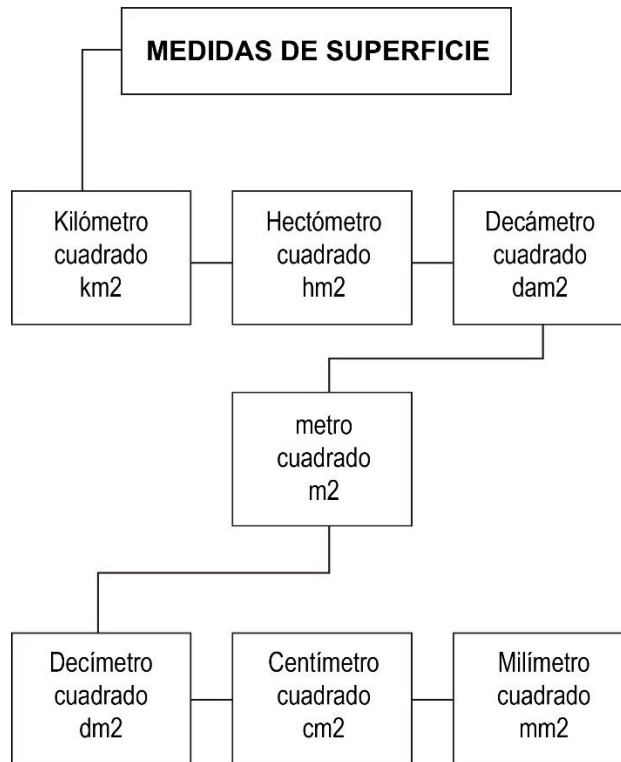 MEDIDAS DE SUPERFICIE
Kilómetro
cuadrado
km2
Hectómetro
cuadrado
hm2
Decámetro
cuadrado
dam2
metro
cuadrado
m2
Decímetro
cuadrado
dm2
Centímetro
cuadrado
cm2
Milímetro
cuadrado
mm2